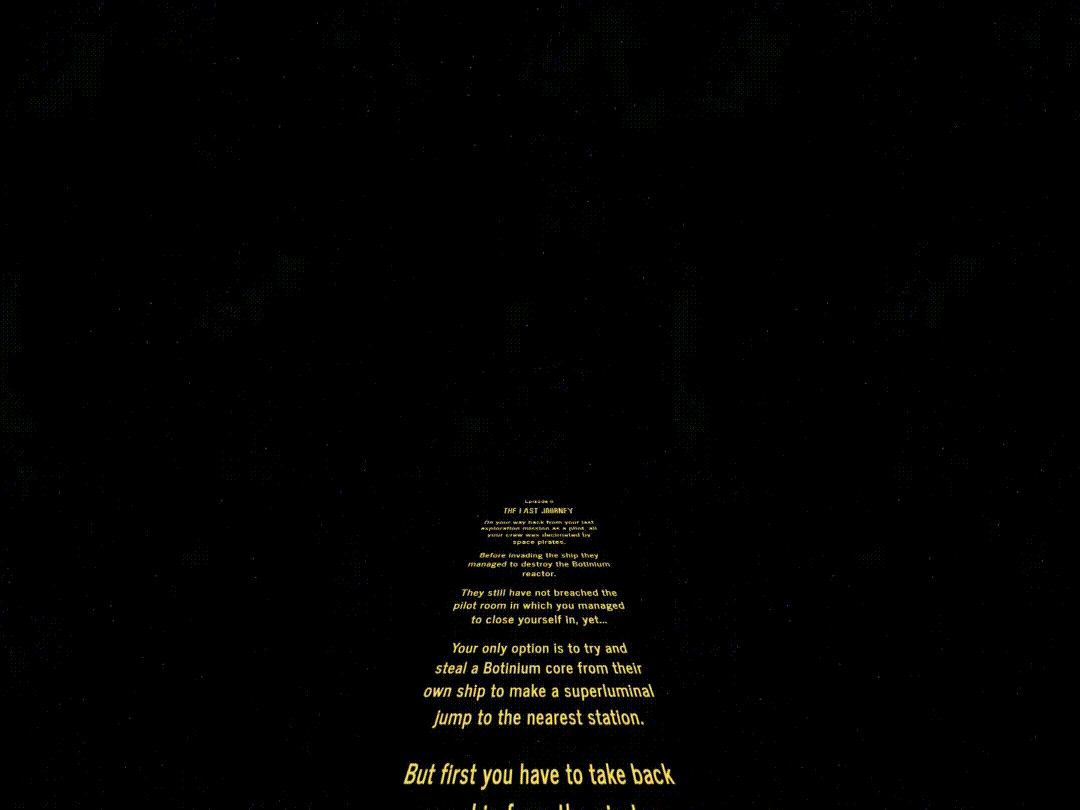 THE LAST JOURNEY
On your way back from your last
exploration mission as a pilot, all
your crew was decimated by
space pirates.
Before invading the ship they
managed to destroy the Botinium
reactor.
They still have not breached the
pilot room in which you managed
to close yourself in, yet...
Your only option is to try and
steal a Botinium core from their
own ship to make a superluminal
jump to the nearest station.
But first you have to take back